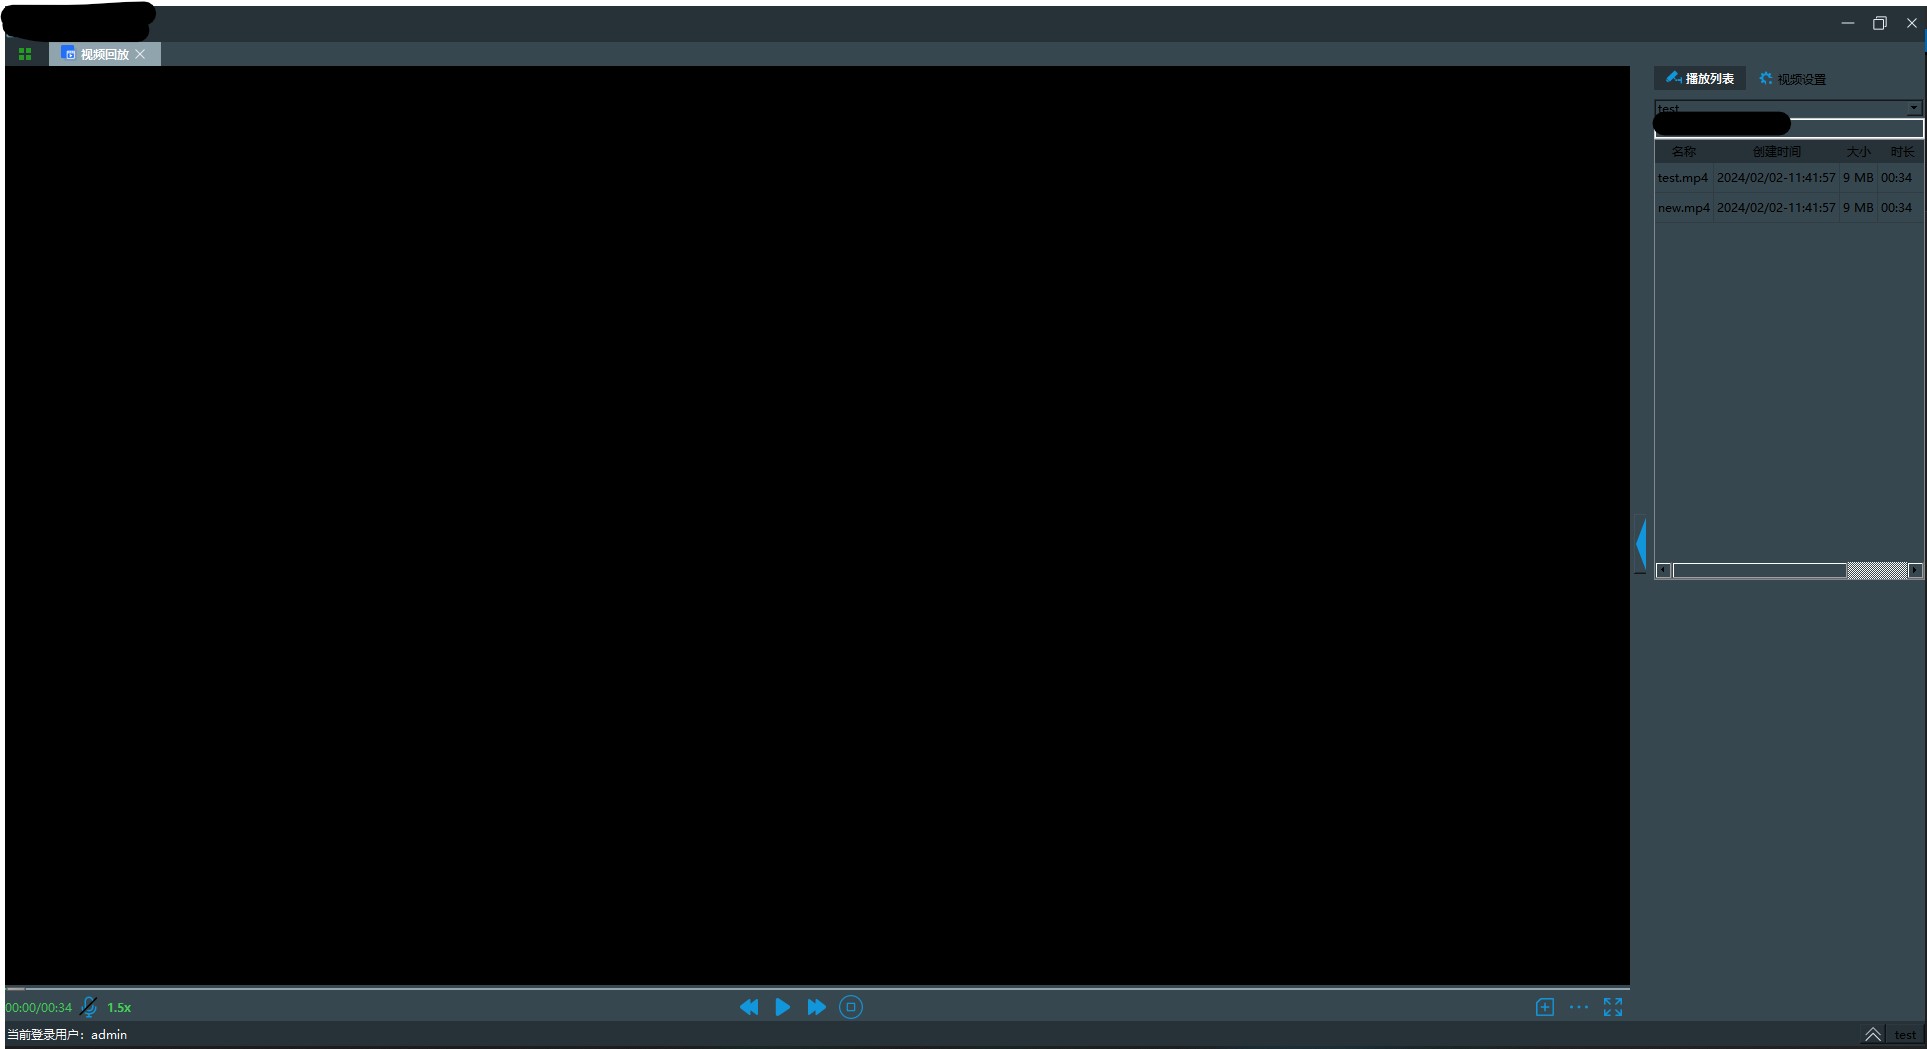 视频回放
播放列表 视频设置
test
名称 创建时间 大小 时长
test.mp4 2024/02/02-11:41:57 9 MB 00:34
new.mp4 2024/02/02-11:41:57 9 MB 00:34
00:00/00:34 1.5x
当前登录用户：admin
test